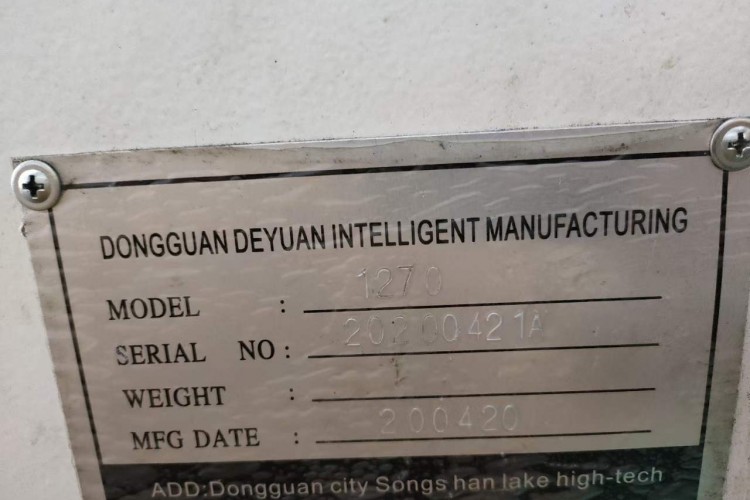 DONGGUAN DEYUAN INTELLIGENT MANUFACTURING
MODEL : 1270
SERIAL NO : 20200421A
WEIGHT :
MFG DATE : 200420
ADD:Dongguan city Songs han lake high-tech